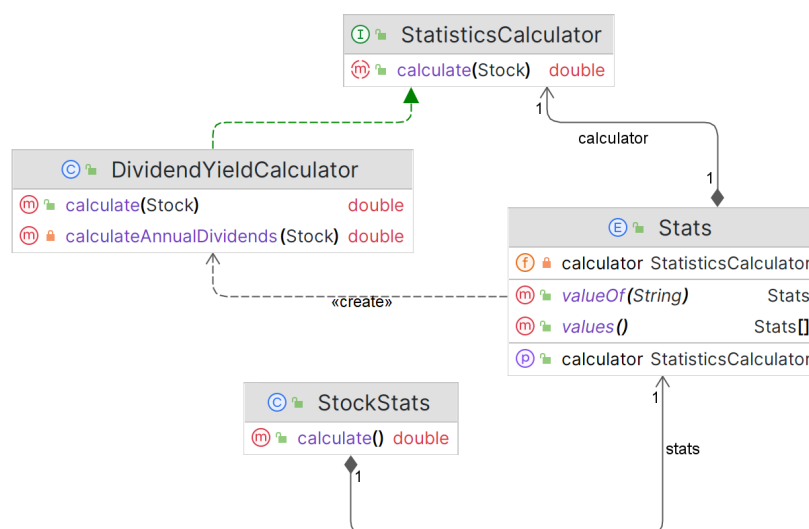 I StatisticsCalculator
m calculate(Stock) double
1
calculator
1
C DividendYieldCalculator
m calculate(Stock) double
m calculateAnnualDividends(Stock) double
«create»
E Stats
f calculator StatisticsCalculator
m valueOf(String) Stats
m values() Stats[]
p calculator StatisticsCalculator
1
C StockStats
m calculate() double
1
stats